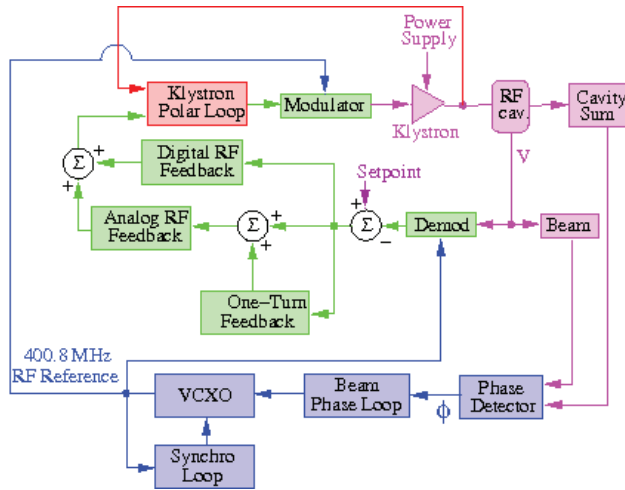 Power
Supply
Klystron
Polar Loop
Modulator
Klystron
RF
cav.
Cavity
Sum
Σ
+
+
Digital RF
Feedback
Setpoint
V
Analog RF
Feedback
Σ
+
+
Σ
+
−
Demod
Beam
One−Turn
Feedback
400.8 MHz
RF Reference
VCXO
Beam
Phase Loop
ϕ
Phase
Detector
Synchro
Loop